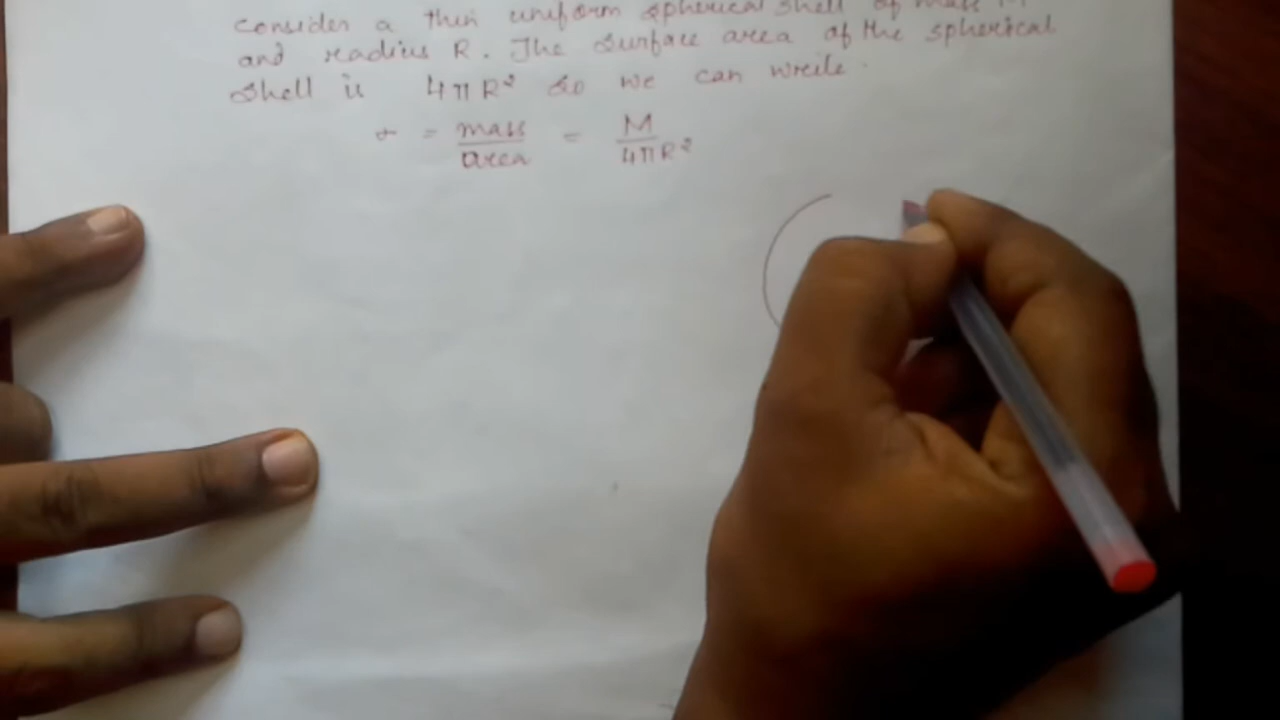 Consider a thin uniform spherical shell of mass M
and radius R. The surface area of the spherical
shell is 4πR² so we can write.
σ = mass/area = M/4πR²